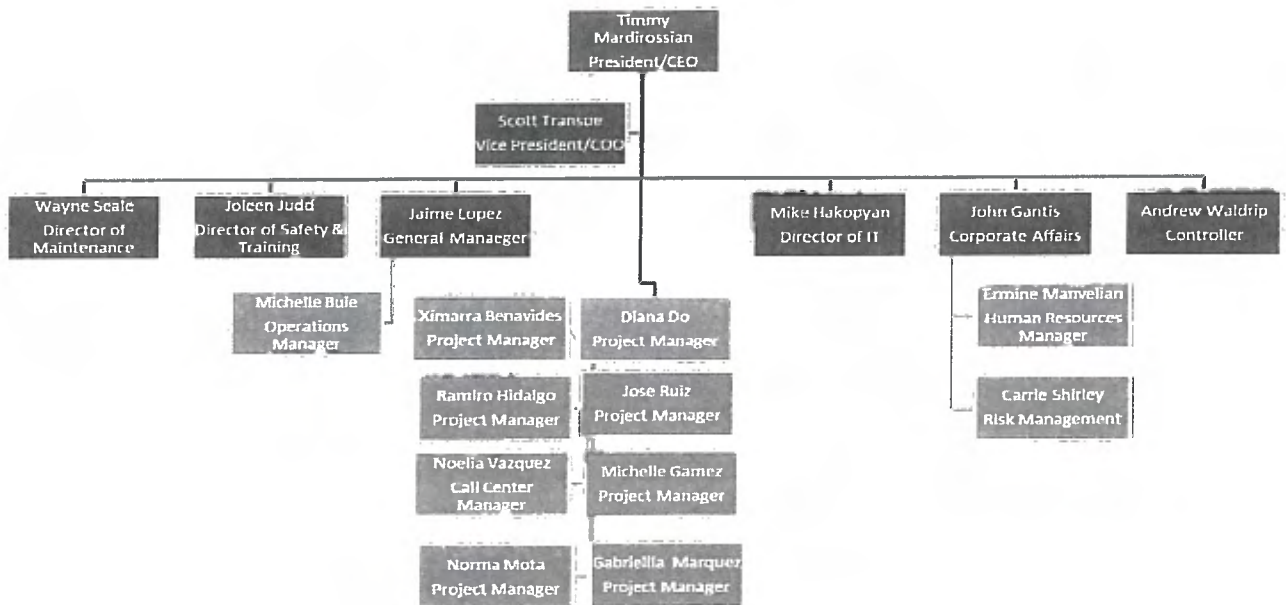 Timmy
Mardirossian
President/CEO
Scott Transue
Vice President/COO
Wayne Seale
Director of
Maintenance
Joleen Judd
Director of Safety &
Training
Jaime Lopez
General Manaeger
Mike Hakopyan
Director of IT
John Gantis
Corporate Affairs
Andrew Waldrip
Controller
Michelle Buie
Operations
Manager
Ximarra Benavides
Project Manager
Diana Do
Project Manager
Ermine Manvelian
Human Resources
Manager
Ramiro Hidalgo
Project Manager
Jose Ruiz
Project Manager
Carrie Shirley
Risk Management
Noelia Vazquez
Call Center
Manager
Michelle Gamez
Project Manager
Norma Mota
Project Manager
Gabriellia Marquez
Project Manager